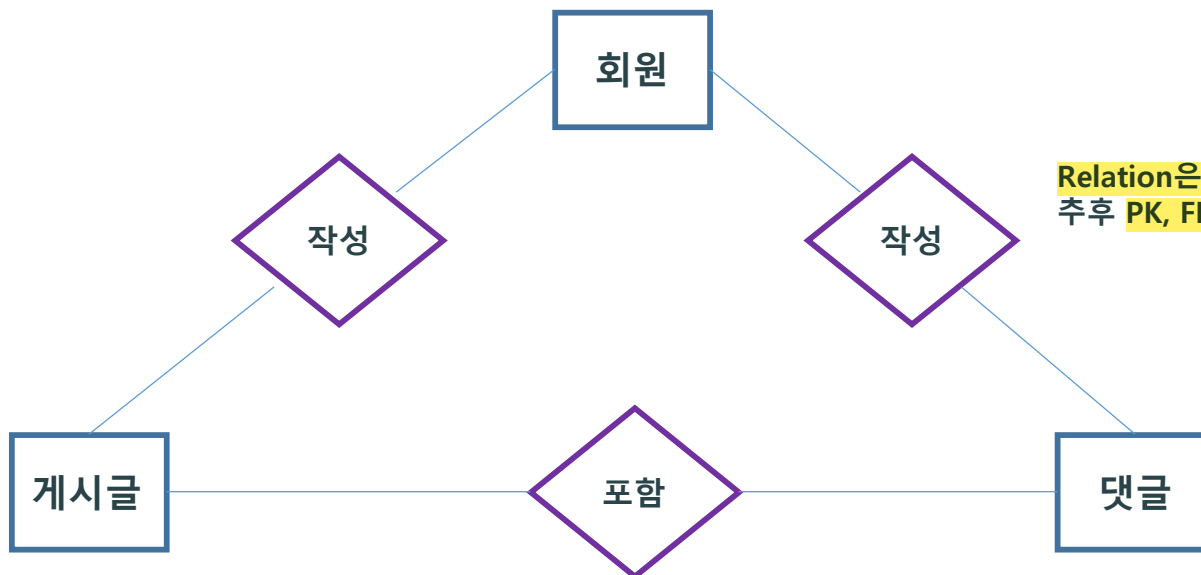 회원
Relation은
추후 PK,
작성
작성
게시글
포함
댓글